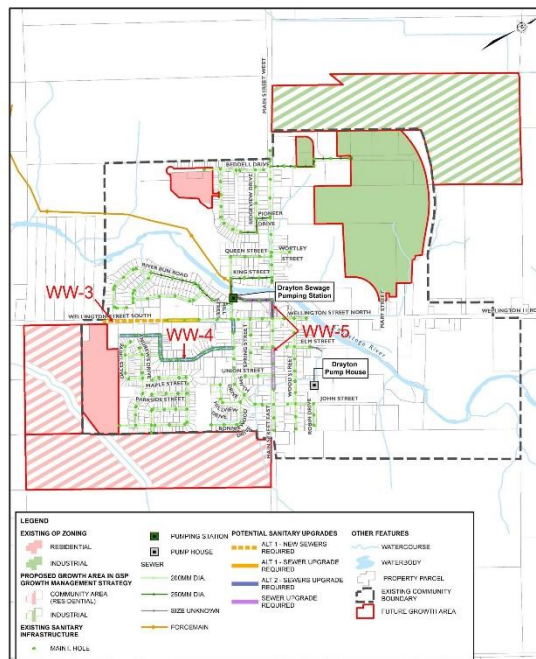 MAIN STREET WEST
BEDDELL DRIVE
RIDGEVIEW DRIVE
PIONEER
DRIVE
WORTLEY
STREET
QUEEN STREET
KING STREET
RIVER RUN ROAD
Drayton Sewage
Pumping Station
WW-3
WELLINGTON STREET SOUTH
WELLINGTON STREET NORTH
MARY STREET
WW-4
WW-5
ELM STREET
SPRING STREET
UNION STREET
WOOD STREET
Drayton
Pump House
MAPLE STREET
PARKSIDE STREET
JOHN STREET
ROBIN DRIVE
MAIN STREET EAST
LEGEND
EXISTING OP ZONING
RESIDENTIAL
INDUSTRIAL
PROPOSED GROWTH AREA IN GSP
GROWTH MANAGEMENT STRATEGY
COMMUNITY AREA
(RESIDENTIAL)
INDUSTRIAL
EXISTING SANITARY
INFRASTRUCTURE
PUMPING STATION
PUMP HOUSE
SEWER
200MM DIA.
250MM DIA.
SIZE UNKNOWN
FORCEMAIN
POTENTIAL SANITARY UPGRADES
ALT 1 - NEW SEWERS
REQUIRED
ALT 1 - SEWER UPGRADE
REQUIRED
ALT 2 - SEWERS UPGRADE
REQUIRED
SEWER UPGRADE
REQUIRED
OTHER FEATURES
WATERCOURSE
WATERBODY
PROPERTY PARCEL
EXISTING COMMUNITY
BOUNDARY
FUTURE GROWTH AREA